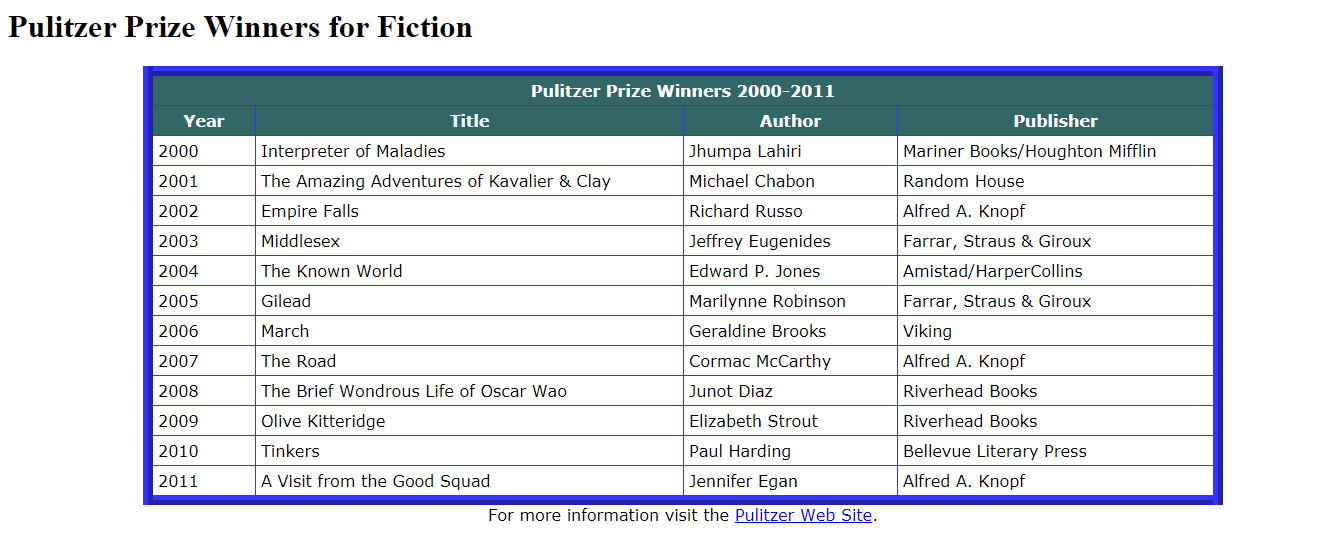 Pulitzer Prize Winners for Fiction
Pulitzer Prize Winners 2000-2011
Year Title Author Publisher
2000 Interpreter of Maladies Jhumpa Lahiri Mariner Books/Houghton Mifflin
2001 The Amazing Adventures of Kavalier & Clay Michael Chabon Random House
2002 Empire Falls Richard Russo Alfred A. Knopf
2003 Middlesex Jeffrey Eugenides Farrar, Straus & Giroux
2004 The Known World Edward P. Jones Amistad/HarperCollins
2005 Gilead Marilynne Robinson Farrar, Straus & Giroux
2006 March Geraldine Brooks Viking
2007 The Road Cormac McCarthy Alfred A. Knopf
2008 The Brief Wondrous Life of Oscar Wao Junot Diaz Riverhead Books
2009 Olive Kitteridge Elizabeth Strout Riverhead Books
2010 Tinkers Paul Harding Bellevue Literary Press
2011 A Visit from the Good Squad Jennifer Egan Alfred A. Knopf
For more information visit the Pulitzer Web Site.